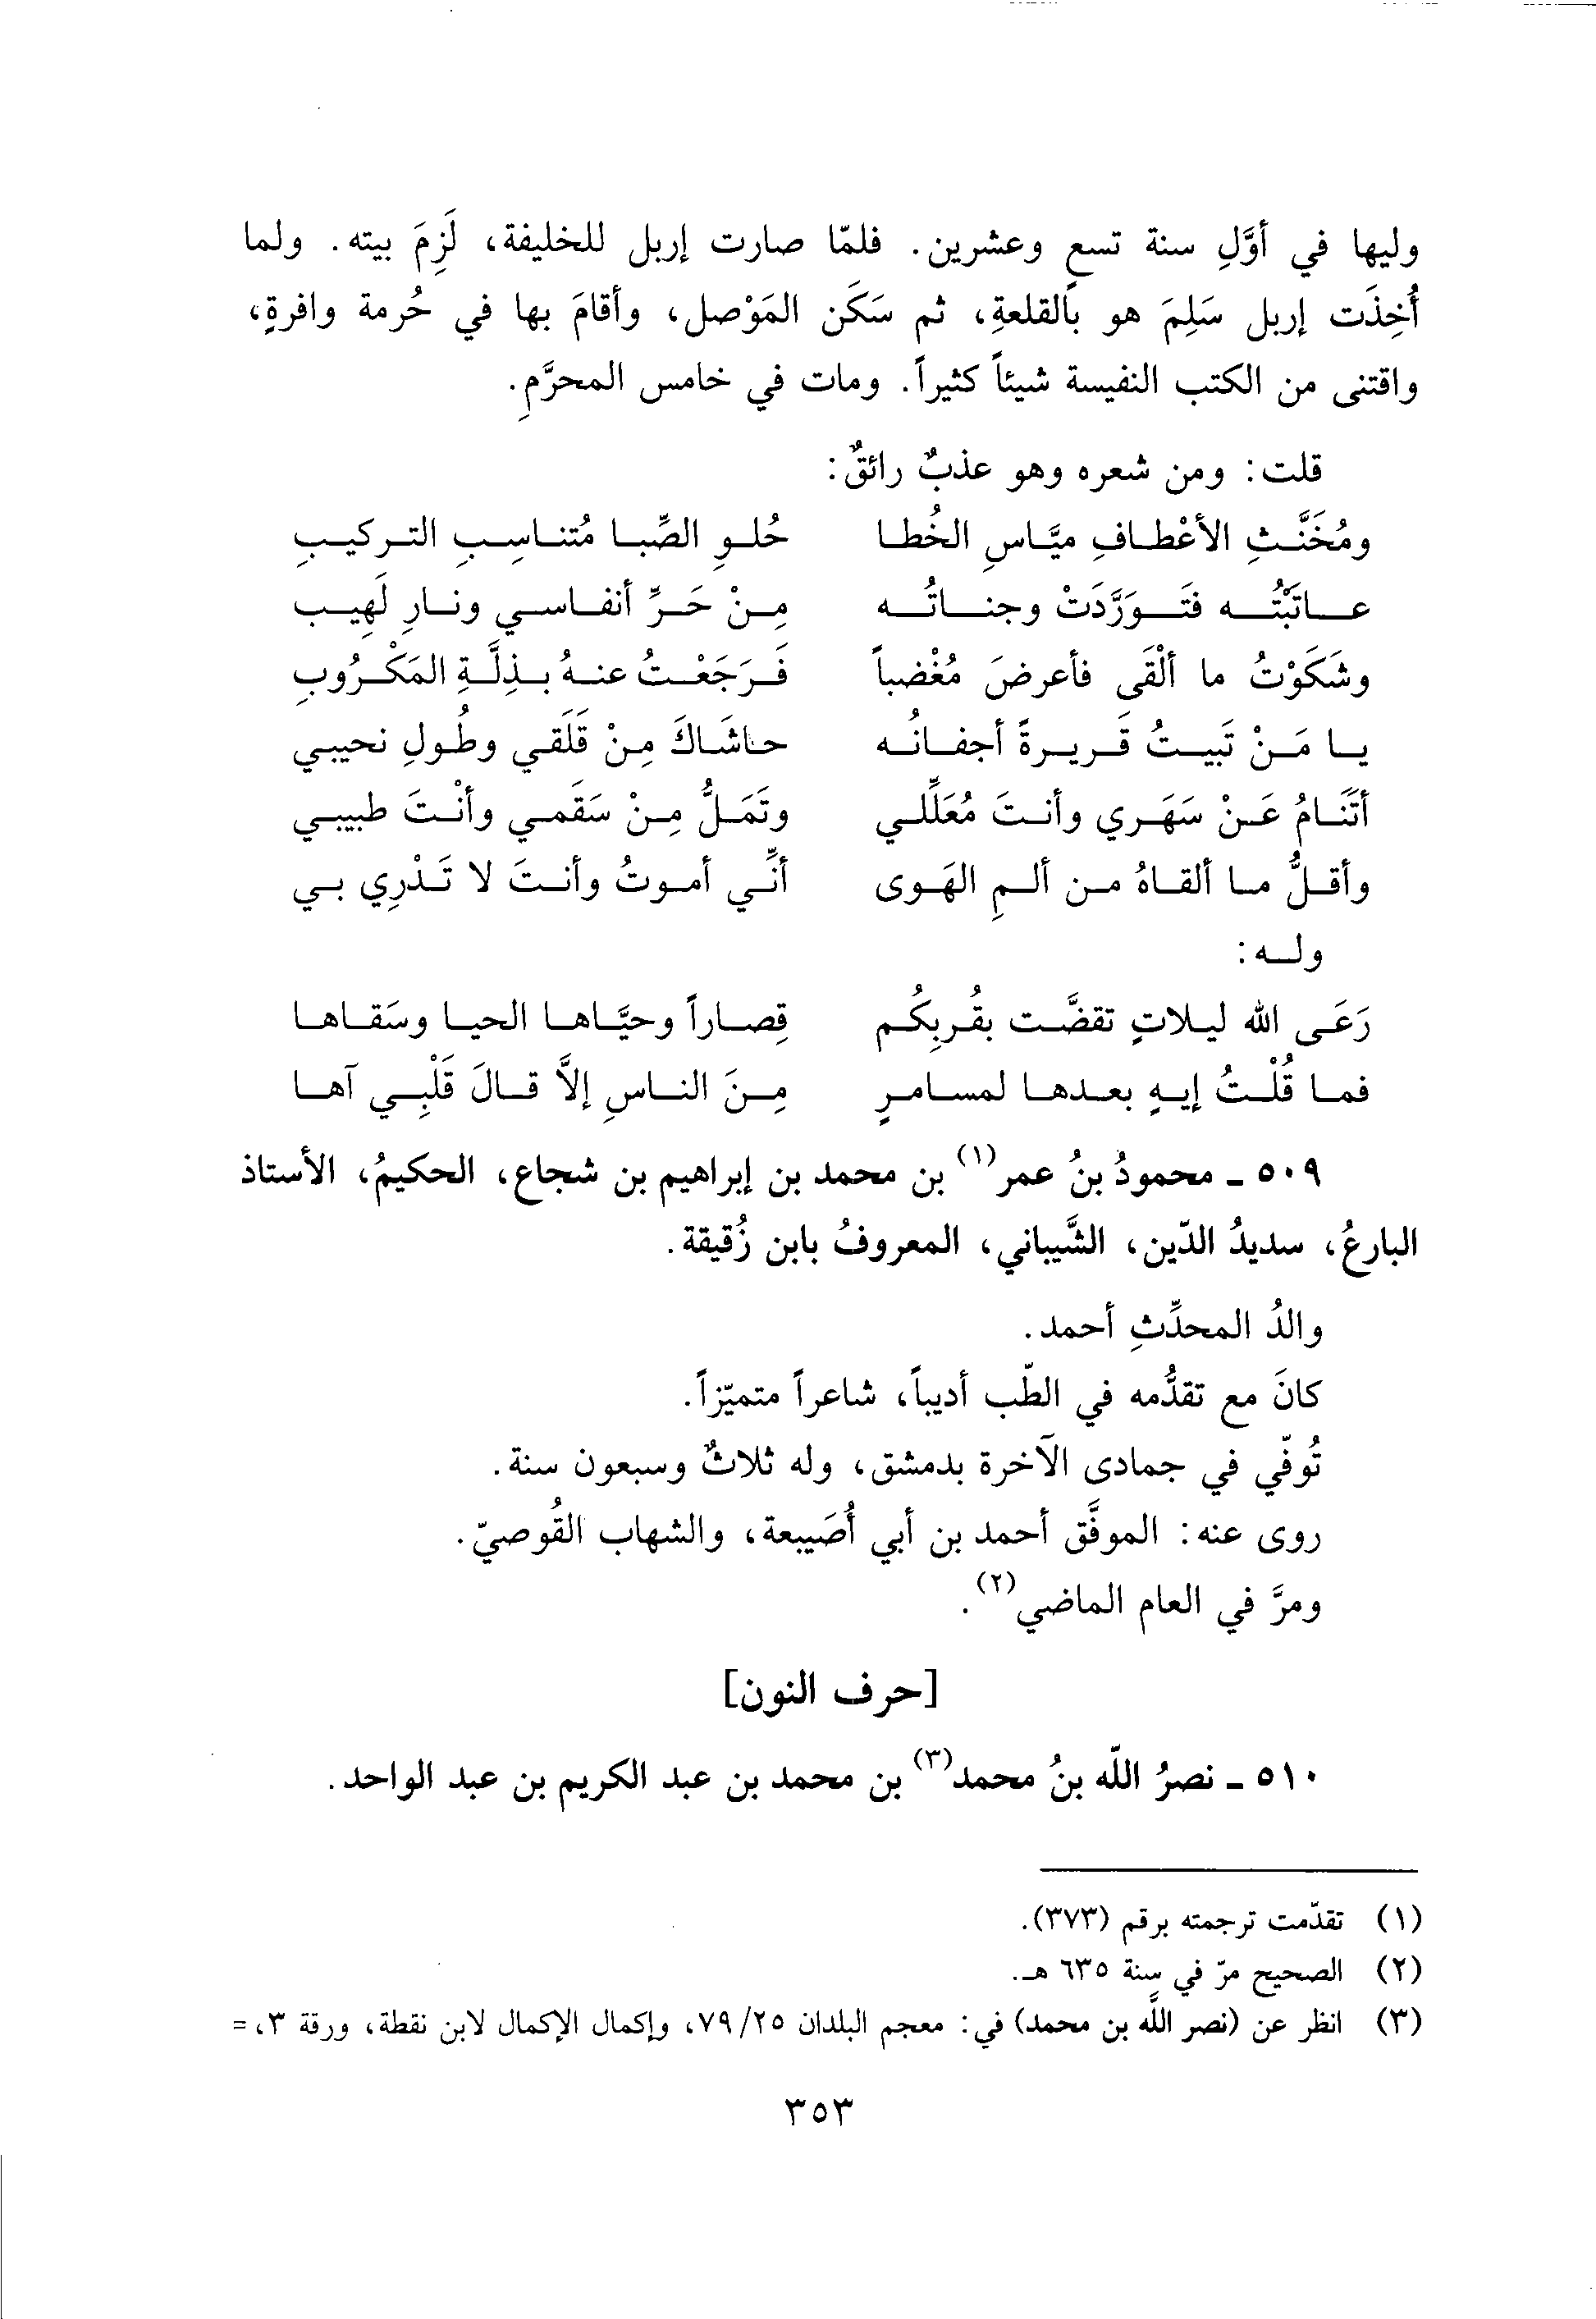 وليها في أوَّلِ سنة تسعٍ وعشرين. فلمّا صارت إربل للخليفة، لَزِمَ بيته. ولما
أُخِذَت إربل سَلِمَ هو بالقلعةِ، ثم سَكَن المَوْصل، وأقامَ بها في حُرمة وافرةٍ،
واقتنى من الكتب النفيسة شيئاً كثيراً. ومات في خامس المحرَّمِ.
قلت: ومن شعره وهو عذبٌ رائقٌ:
ومُخَنَّثِ الأعْطافِ ميَّاسِ الخُطا حُلوِ الصِّبا مُتناسِبِ التركيبِ
عاتَبْتُه فتَوَرَّدَتْ وجناتُه مِنْ حَرِّ أنفاسي ونارِ لَهِيب
وشَكَوْتُ ما ألْقَى فأعرضَ مُغْضباً فَرَجَعْتُ عنهُ بذِلَّةِ المَكْرُوبِ
يا مَنْ تَبيتُ قَريرةً أجفانُه حاشَاكَ مِنْ قَلَقي وطُولِ نحيبي
أتَنَامُ عَنْ سَهَري وأنتَ مُعَلِّلي وتَمَلُّ مِنْ سَقَمي وأنْتَ طبيبي
وأقلُّ ما ألقاهُ من ألمِ الهَوى أنِّي أموتُ وأنتَ لا تَدْرِي بي
وله:
رَعَى الله ليلاتٍ تقضَّت بقُربِكُم قِصاراً وحيَّاها الحيا وسَقاها
فما قُلْتُ إيهٍ بعدها لمسامرٍ مِنَ الناسِ إلاَّ قالَ قَلْبِي آها
٥٠٩ ـ محمودُ بنُ عمر(١) بن محمد بن إبراهيم بن شجاع، الحكيمُ، الأستاذ
البارعُ، سديدُ الدّين، الشَّيباني، المعروفُ بابن زُقيقة.
والدُ المحدِّثِ أحمد.
كانَ مع تقدُّمه في الطّب أديباً، شاعراً متميّزاً.
تُوفّي في جمادى الآخرة بدمشق، وله ثلاثٌ وسبعون سنة.
روى عنه: الموفَّق أحمد بن أبي أُصَيبعة، والشهاب القُوصيّ.
ومرَّ في العام الماضي(٢).
[حرف النون]
٥١٠ ـ نصرُ اللّه بنُ محمد(٣) بن محمد بن عبد الكريم بن عبد الواحد.
(١) تقدّمت ترجمته برقم (٣٧٣).
(٢) الصحيح مرّ في سنة ٦٣٥ هـ.
(٣) انظر عن (نصر اللّه بن محمد) في: معجم البلدان ٧٩/٢٥، وإكمال الإكمال لابن نقطة، ورقة ٣، =
٣٥٣